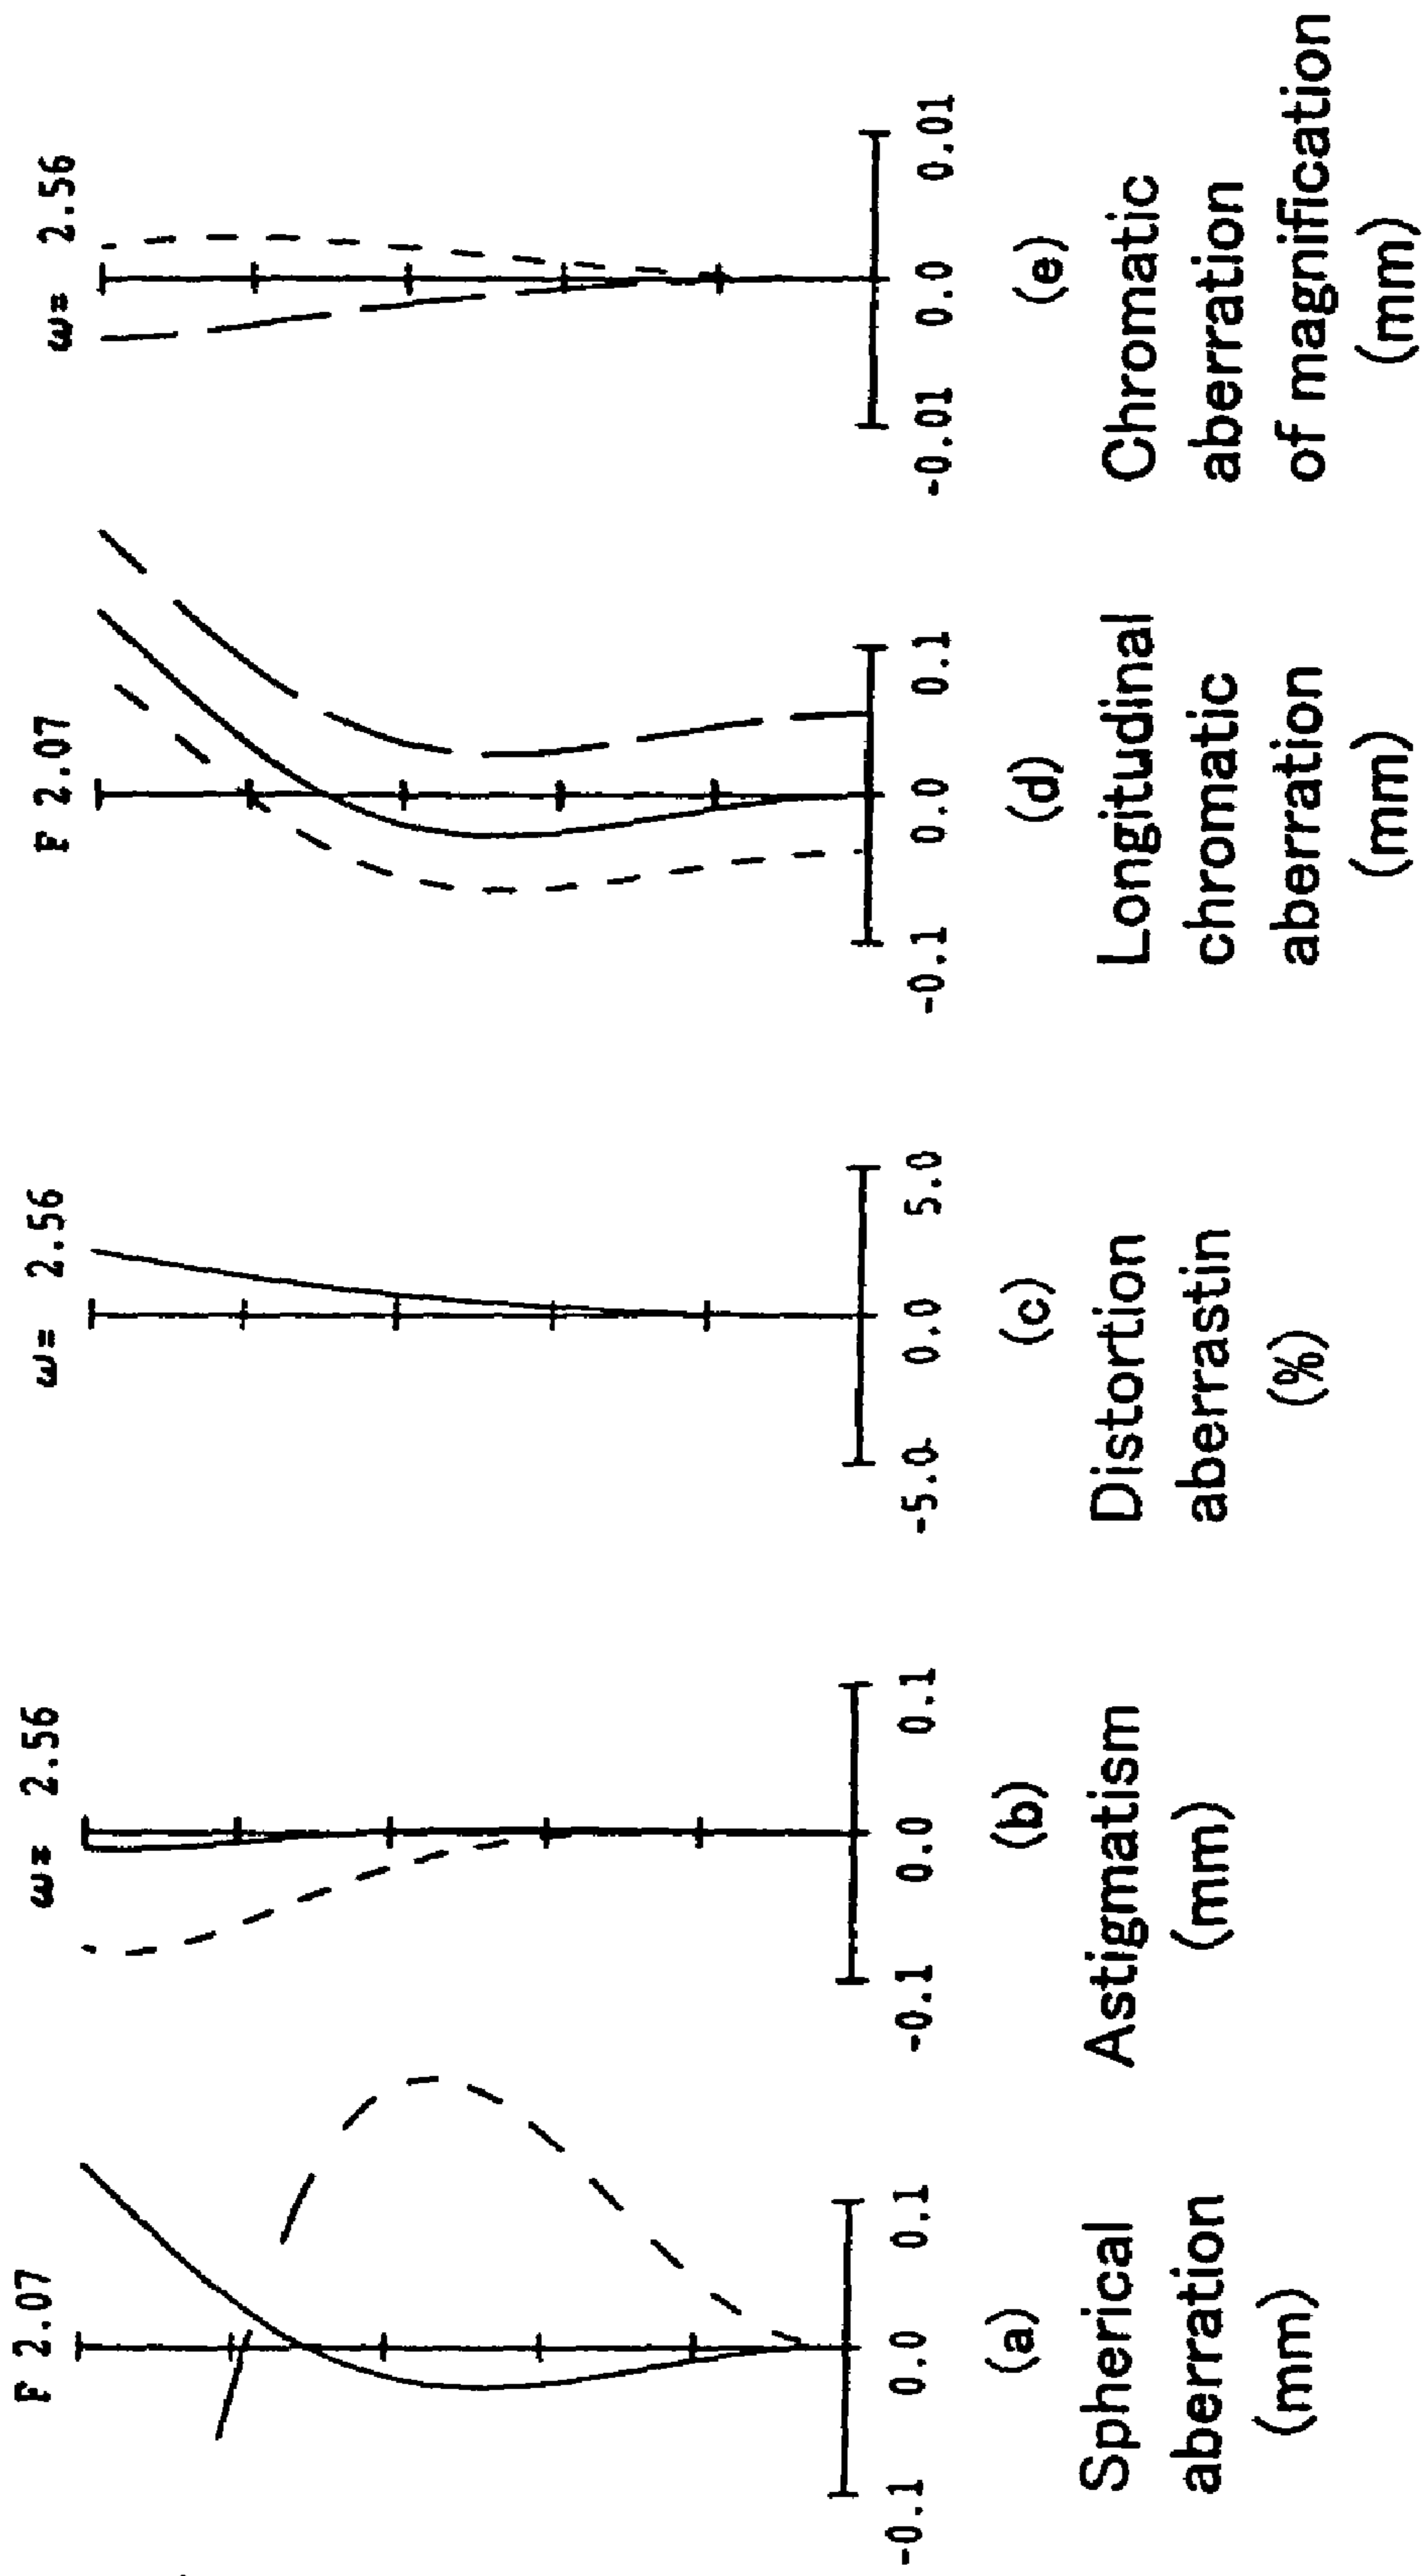 F 2.07
-0.1 0.0 0.1
(a)
Spherical
aberration
(mm)
ω= 2.56
-0.1 0.0 0.1
(b)
Astigmatism
(mm)
ω= 2.56
-5.0 0.0 5.0
(c)
Distortion
aberrastin
(%)
F 2.07
-0.1 0.0 0.1
(d)
Longitudinal
chromatic
aberration
(mm)
ω= 2.56
-0.01 0.0 0.01
(e)
Chromatic
aberration
of magnification
(mm)